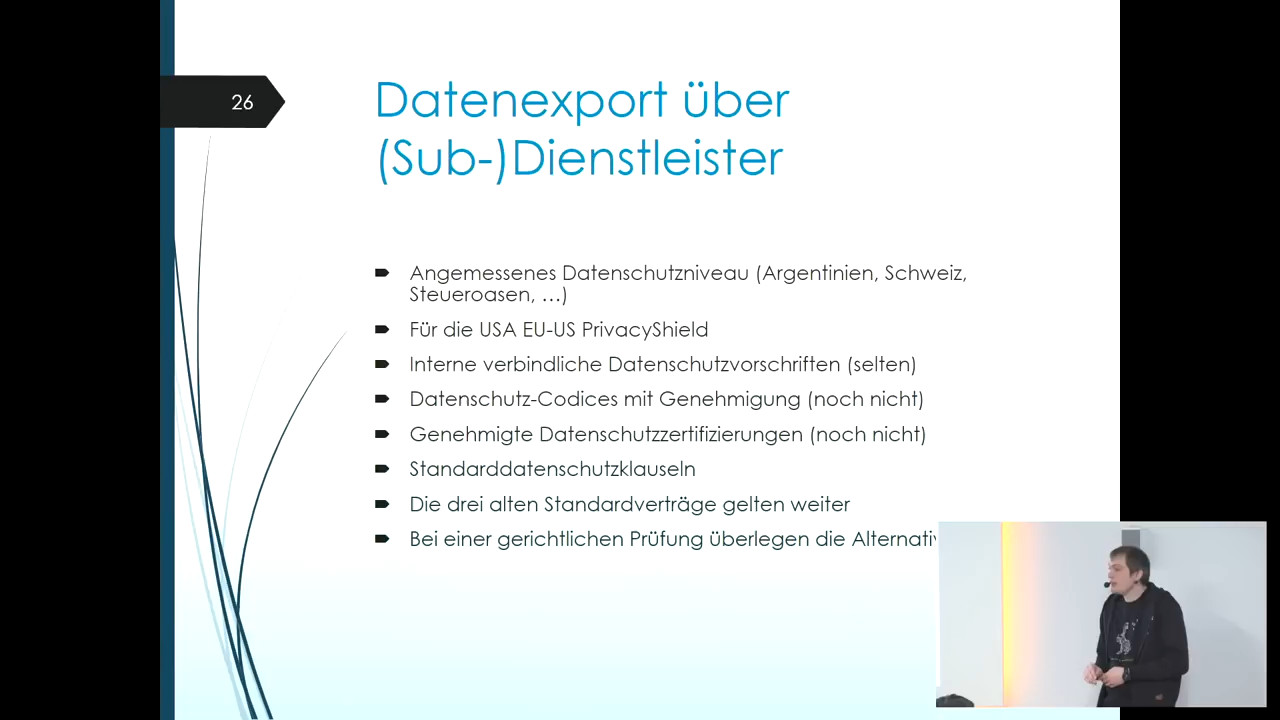 26
Datenexport über
(Sub-)Dienstleister
Angemessenes Datenschutzniveau (Argentinien, Schweiz,
Steueroasen, …)
Für die USA EU-US PrivacyShield
Interne verbindliche Datenschutzvorschriften (selten)
Datenschutz-Codices mit Genehmigung (noch nicht)
Genehmigte Datenschutzzertifizierungen (noch nicht)
Standarddatenschutzklauseln
Die drei alten Standardverträge gelten weiter
Bei einer gerichtlichen Prüfung überlegen die